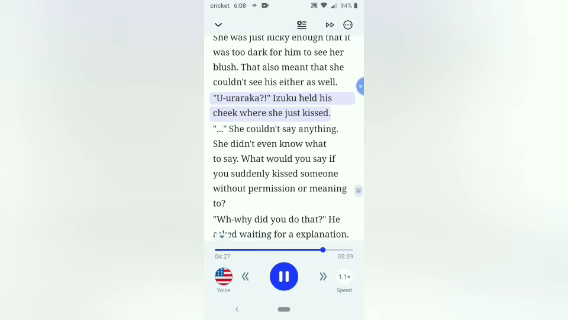 cricket 6:08
94%
She was just lucky enough that it
was too dark for him to see her
blush. That also meant that she
couldn't see his either as well.
"U-uraraka?!" Izuku held his
cheek where she just kissed.
"..." She couldn't say anything.
She didn't even know what
to say. What would you say if
you suddenly kissed someone
without permission or meaning
to?
"Wh-why did you do that?" He
asked waiting for a explanation.
04:27
05:39
1.1×
Voice
Speed